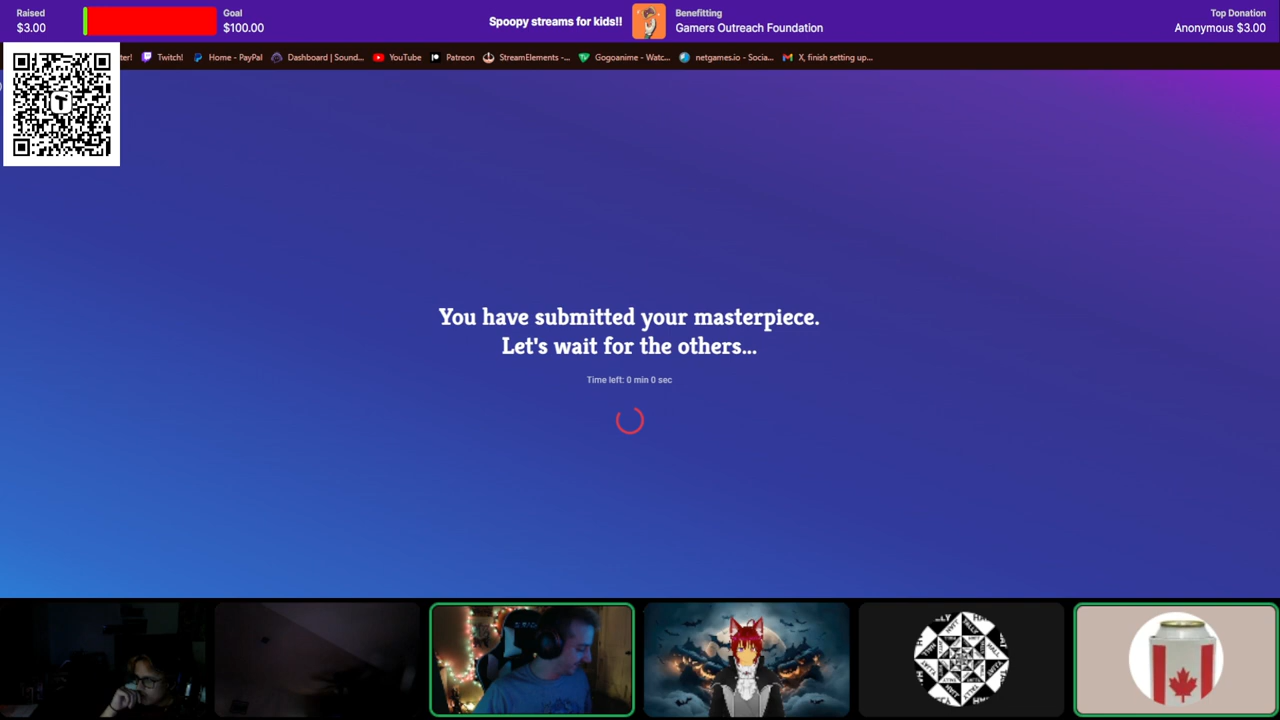 Raised
$3.00
Goal
$100.00
Spoopy streams for kids!!
Benefitting
Gamers Outreach Foundation
Top Donation
Anonymous $3.00
ter!
Twitch!
Home - PayPal
Dashboard | Sound...
YouTube
Patreon
StreamElements -...
Gogoanime - Watc...
netgames.io - Socia...
X, finish setting up...
You have submitted your masterpiece.
Let's wait for the others...
Time left: 0 min 0 sec